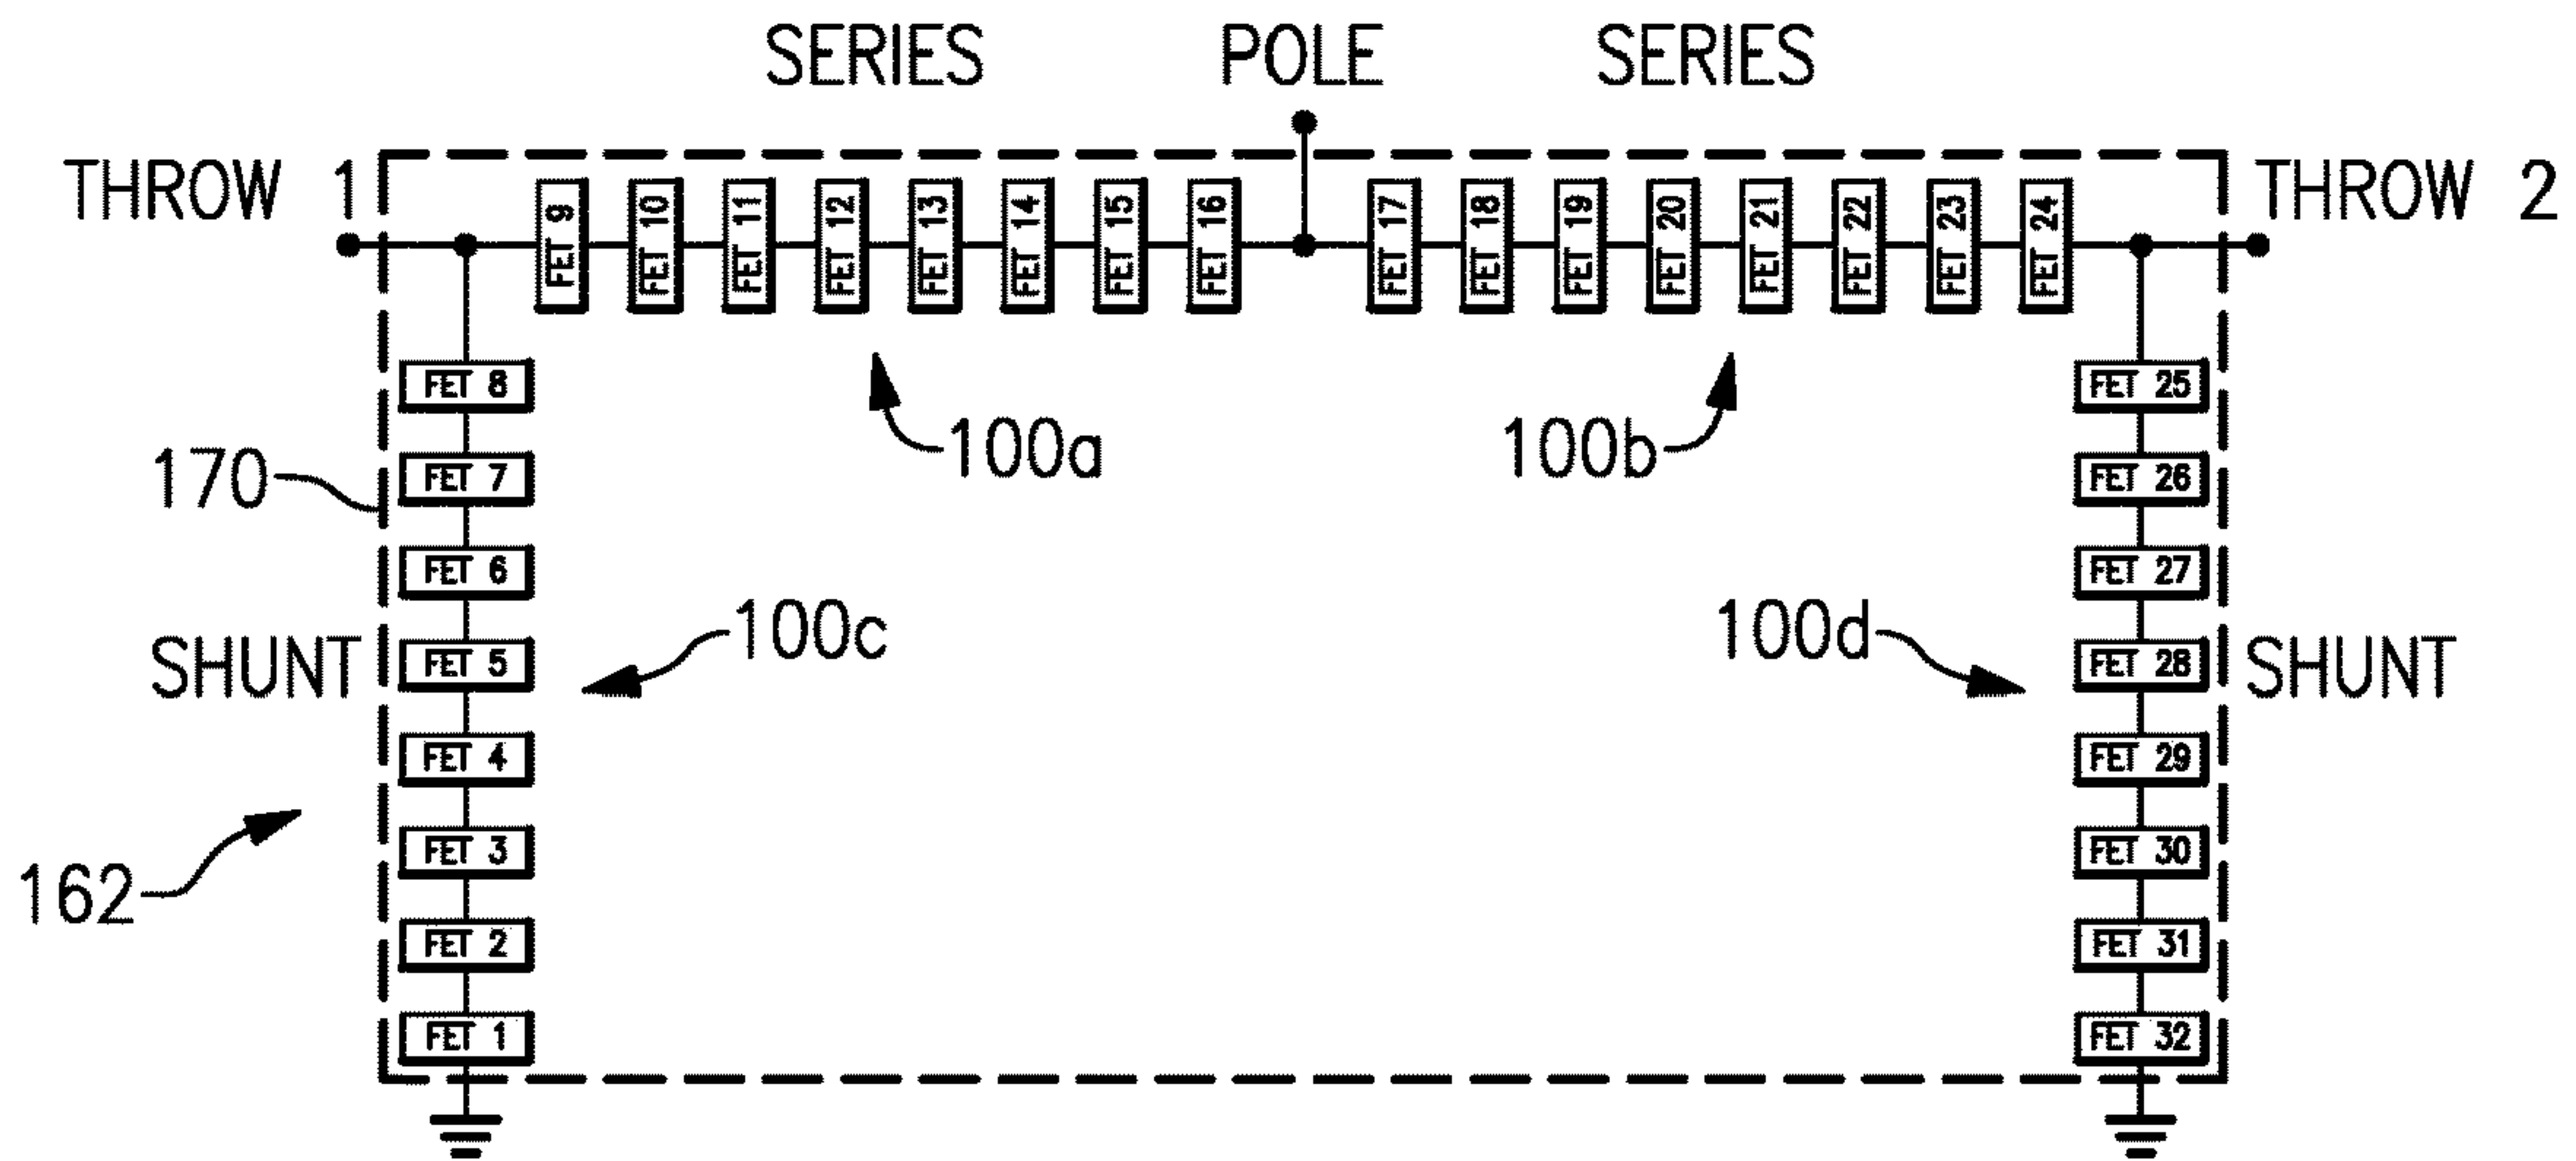 SERIES POLE SERIES
THROW 1 THROW 2
FET 9 FET 10 FET 11 FET 12 FET 13 FET 14 FET 15 FET 16 FET 17 FET 18 FET 19 FET 20 FET 21 FET 22 FET 23 FET 24
FET 8 FET 25
100a 100b
170 FET 7 FET 26
FET 6 FET 27
100c 100d
SHUNT FET 5 FET 28 SHUNT
FET 4 FET 29
FET 3 FET 30
162
FET 2 FET 31
FET 1 FET 32